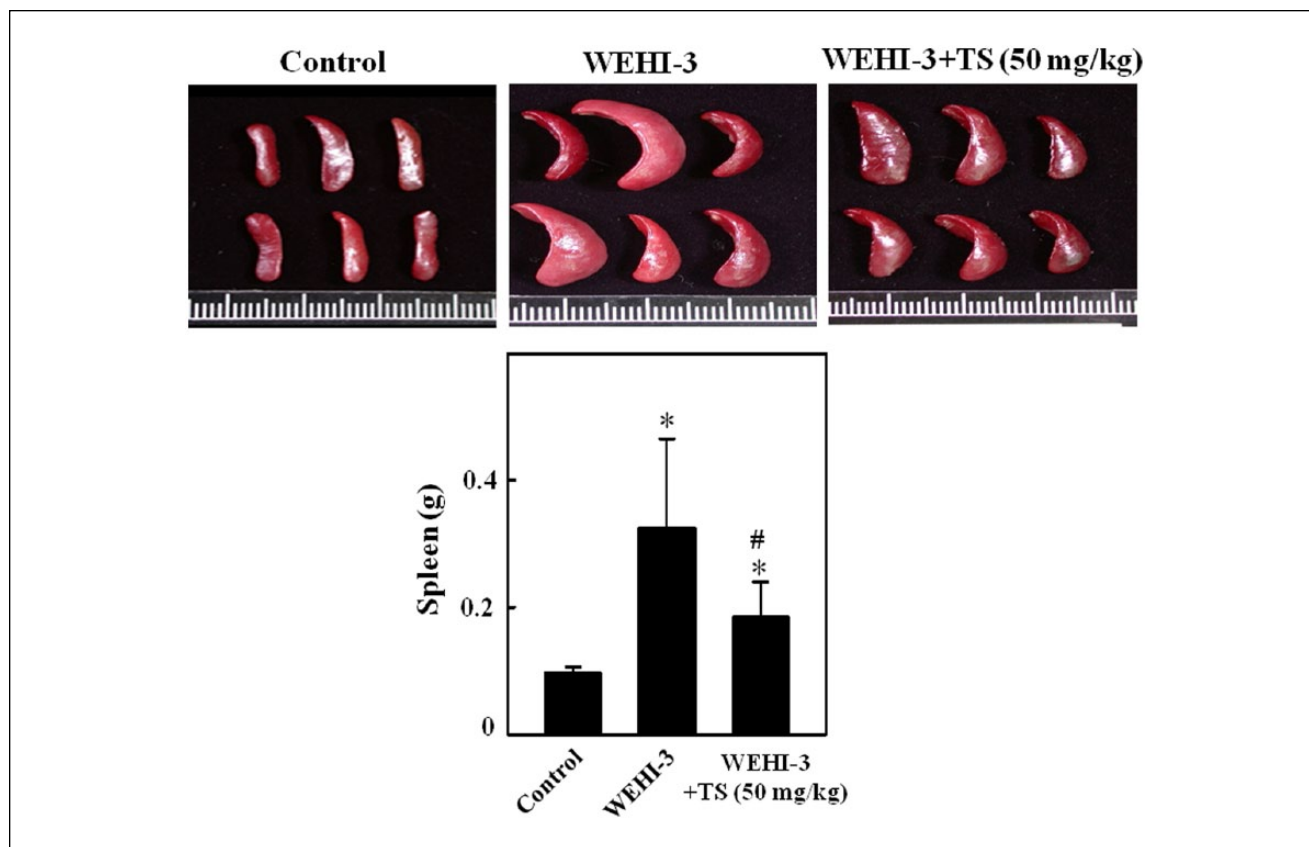 Control
WEHI-3
WEHI-3+TS (50 mg/kg)
*
#
*
0.4
0.2
0
Spleen (g)
Control
WEHI-3
WEHI-3
+TS (50 mg/kg)